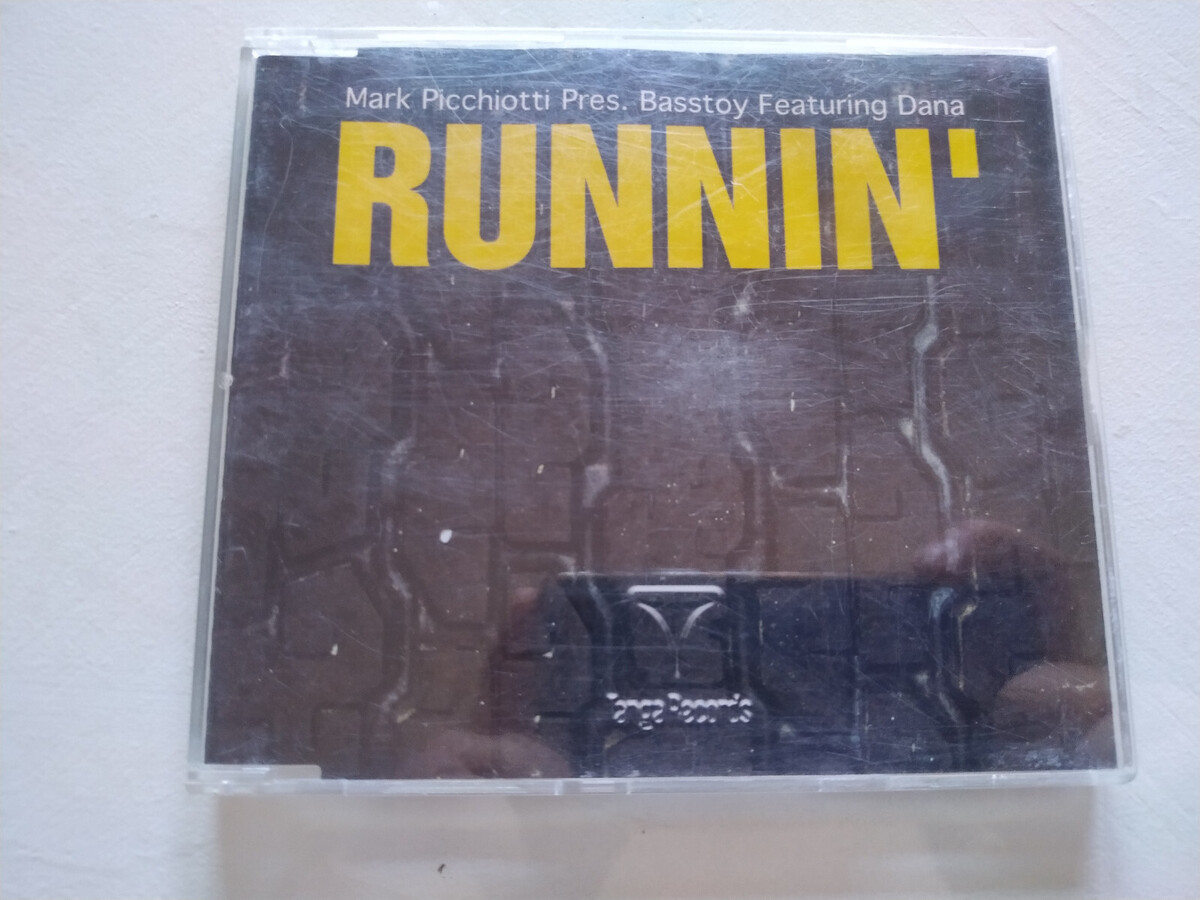 Mark Picchiotti Pres. Basstoy Featuring Dana
RUNNIN'
Tanga Records